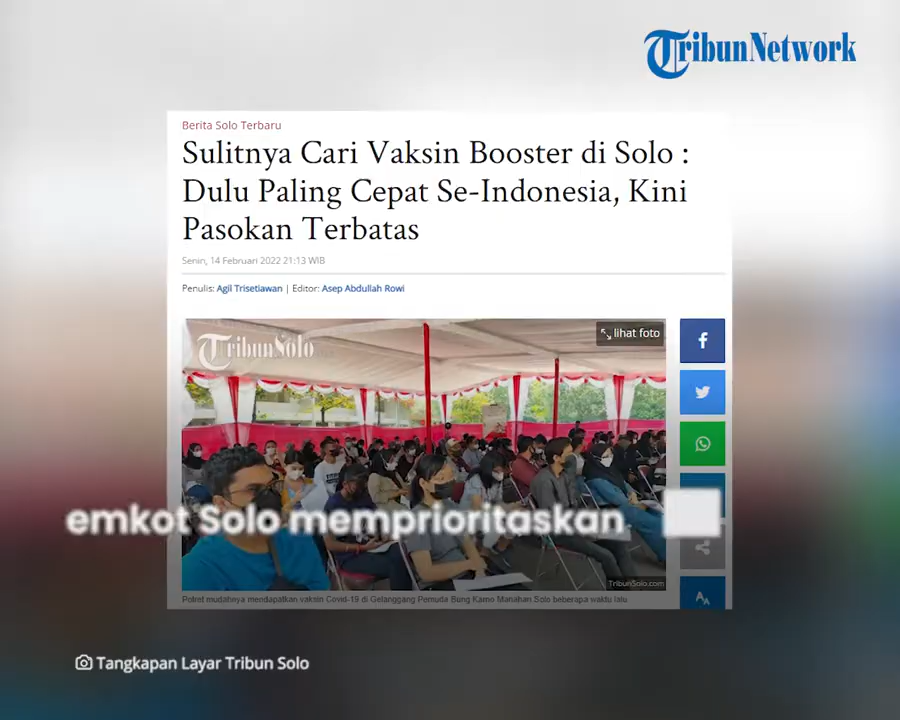 TribunNetwork
Berita Solo Terbaru
Sulitnya Cari Vaksin Booster di Solo :
Dulu Paling Cepat Se-Indonesia, Kini
Pasokan Terbatas
Senin, 14 Februari 2022 21:13 WIB
Penulis: Agil Trisetiawan | Editor: Asep Abdullah Rowi
TribunSolo
lihat foto
emkot Solo memprioritaskan
TribunSolo.com
Potret mudahnya mendapatkan vaksin Covid-19 di Gelanggang Pemuda Bung Karno Manahan Solo beberapa waktu lalu
AA
Tangkapan Layar Tribun Solo